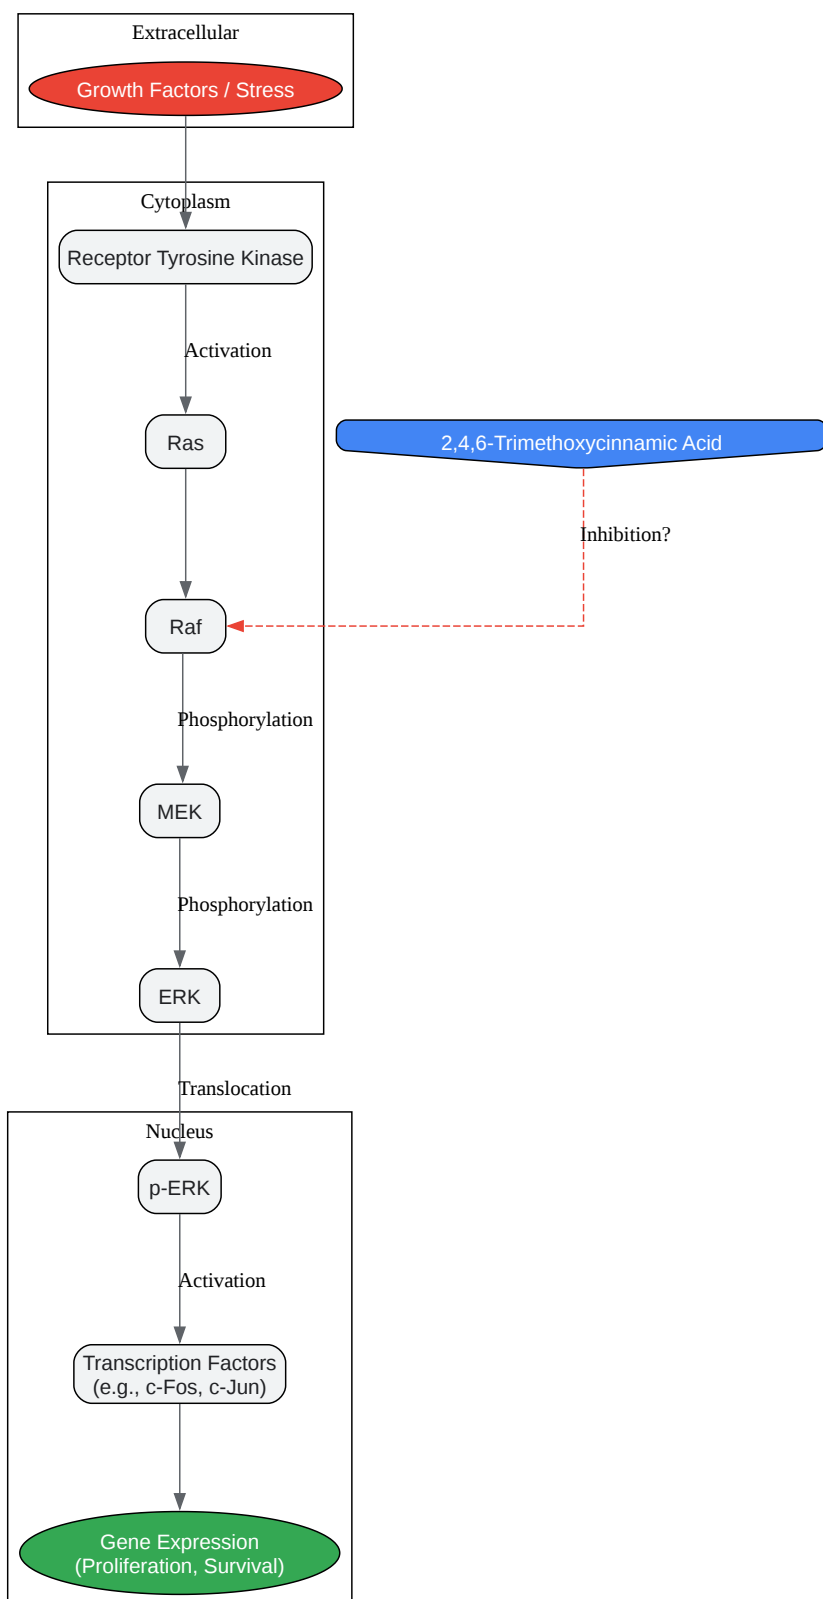 Extracellular
Growth Factors / Stress
Cytoplasm
Receptor Tyrosine Kinase
Activation
Ras
2,4,6-Trimethoxycinnamic Acid
Inhibition?
Raf
Phosphorylation
MEK
Phosphorylation
ERK
Translocation
Nucleus
p-ERK
Activation
Transcription Factors
(e.g., c-Fos, c-Jun)
Gene Expression
(Proliferation, Survival)